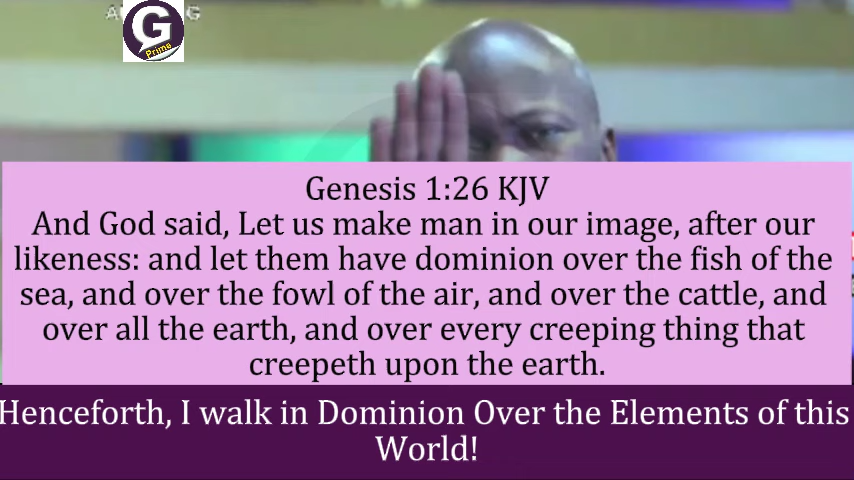 G
Prime
Genesis 1:26 KJV
And God said, Let us make man in our image, after our
likeness: and let them have dominion over the fish of the
sea, and over the fowl of the air, and over the cattle, and
over all the earth, and over every creeping thing that
creepeth upon the earth.
Henceforth, I walk in Dominion Over the Elements of this
World!